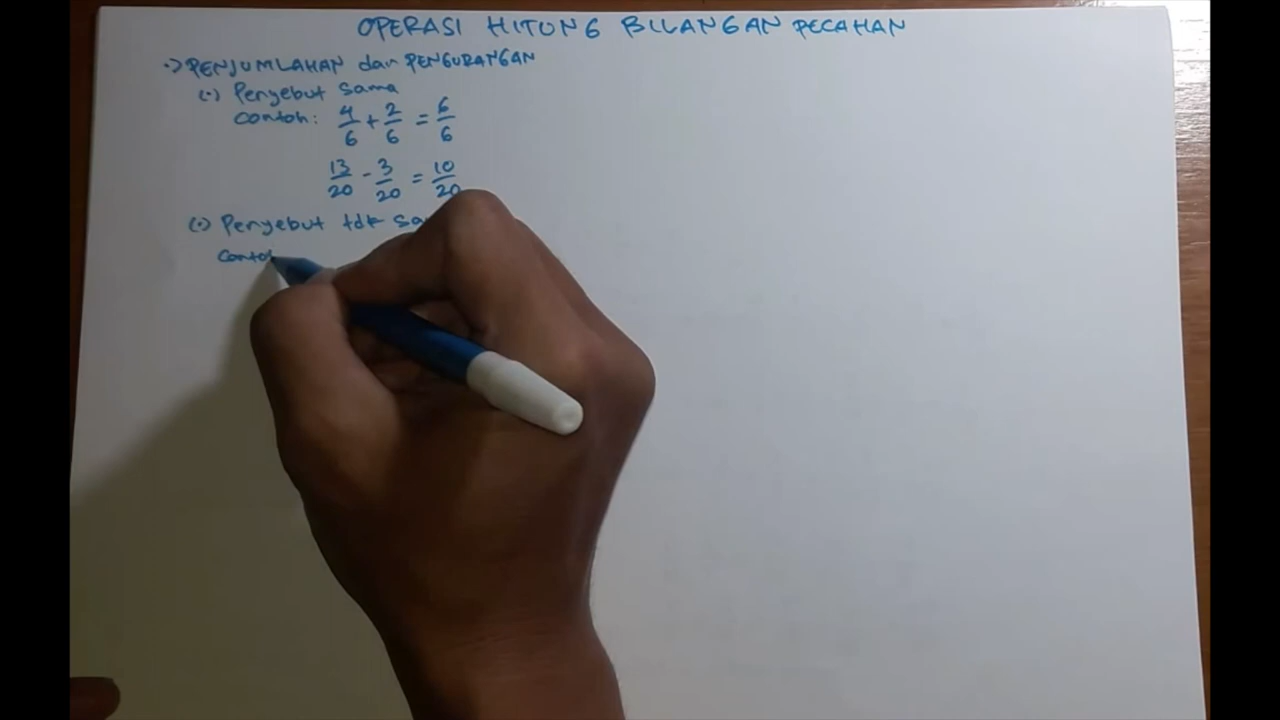 OPERASI HITUNG BILANGAN PECAHAN
·) PENJUMLAHAN dan PENGURANGAN
(·) Penyebut sama
contoh: 4/6 + 2/6 = 6/6
13/20 - 3/20 = 10/20
(·) Penyebut tdk